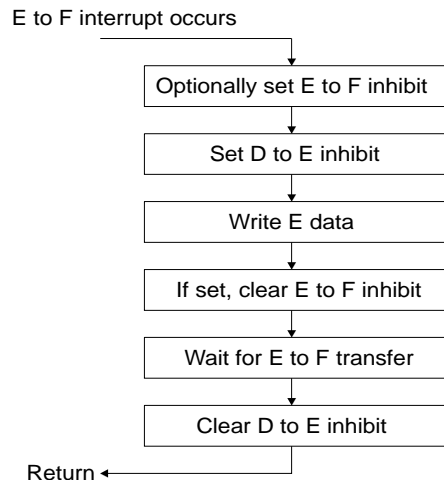 E to F interrupt occurs
Optionally set E to F inhibit
Set D to E inhibit
Write E data
If set, clear E to F inhibit
Wait for E to F transfer
Clear D to E inhibit
Return